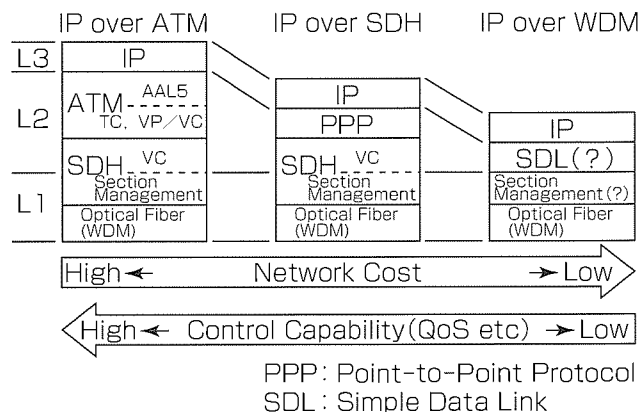 IP over ATM IP over SDH IP over WDM
L3 IP
L2 ATM AAL5
TC, VP/VC
SDH VC
L1 Section
Management
Optical Fiber
(WDM)
IP
PPP
SDH VC
Section
Management
Optical Fiber
(WDM)
IP
SDL(?)
Section
Management(?)
Optical Fiber
(WDM)
High ← Network Cost → Low
High ← Control Capability(QoS etc) → Low
PPP: Point-to-Point Protocol
SDL: Simple Data Link